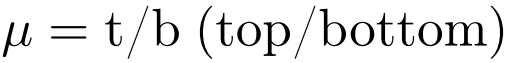 μ = t/b (top/bottom)